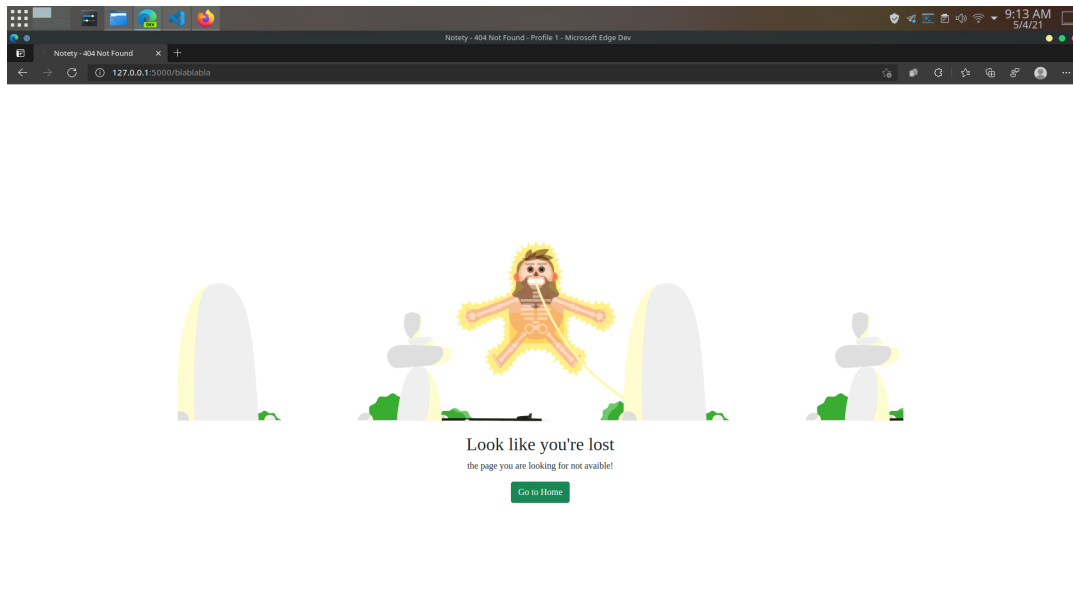 DEV
9:13 AM
5/4/21
Notety - 404 Not Found - Profile 1 - Microsoft Edge Dev
Notety - 404 Not Found
127.0.0.1:5000/blablabla
Look like you're lost
the page you are looking for not avaible!
Go to Home